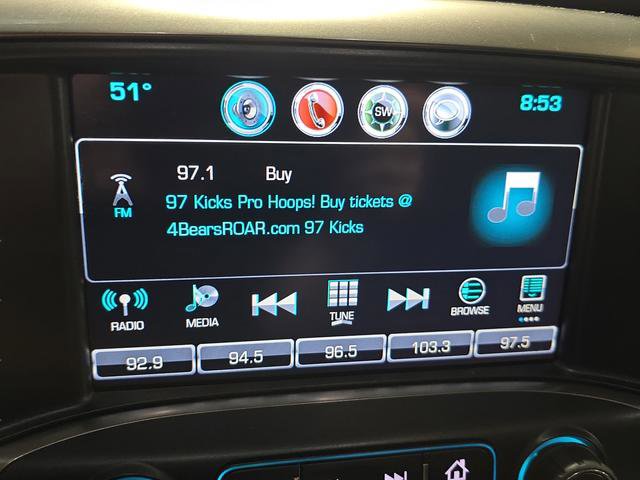 51°
SW
8:53
97.1 Buy
FM
97 Kicks Pro Hoops! Buy tickets @
4BearsROAR.com 97 Kicks
RADIO
MEDIA
TUNE
BROWSE
MENU
92.9
94.5
96.5
103.3
97.5